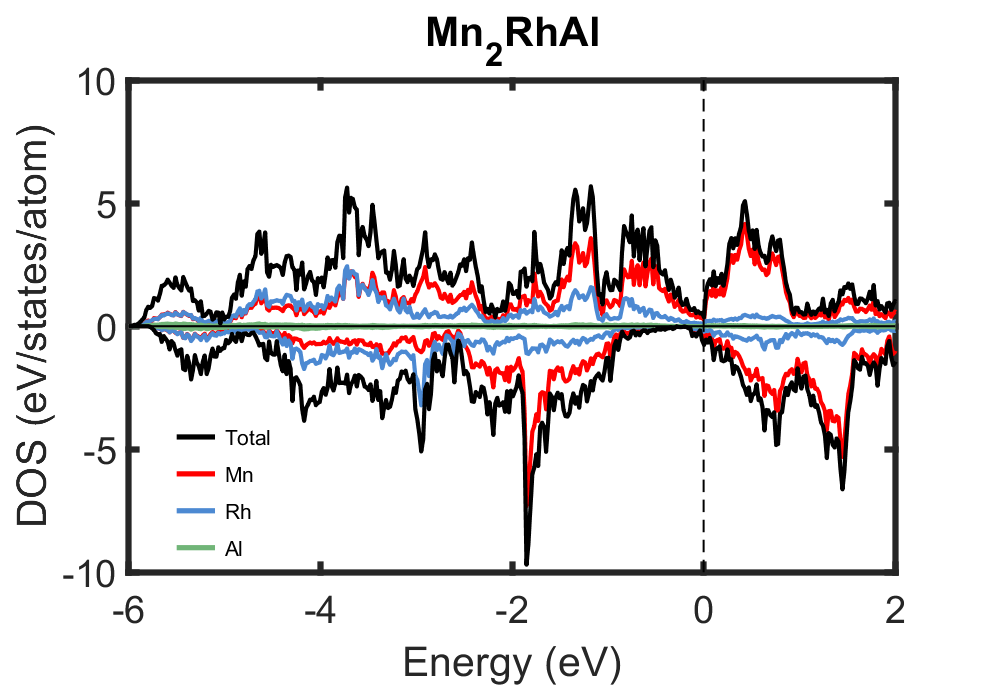 Mn2RhAl
10
5
0
-5
-10
DOS (eV/states/atom)
Total
Mn
Rh
Al
-6
-4
-2
0
2
Energy (eV)